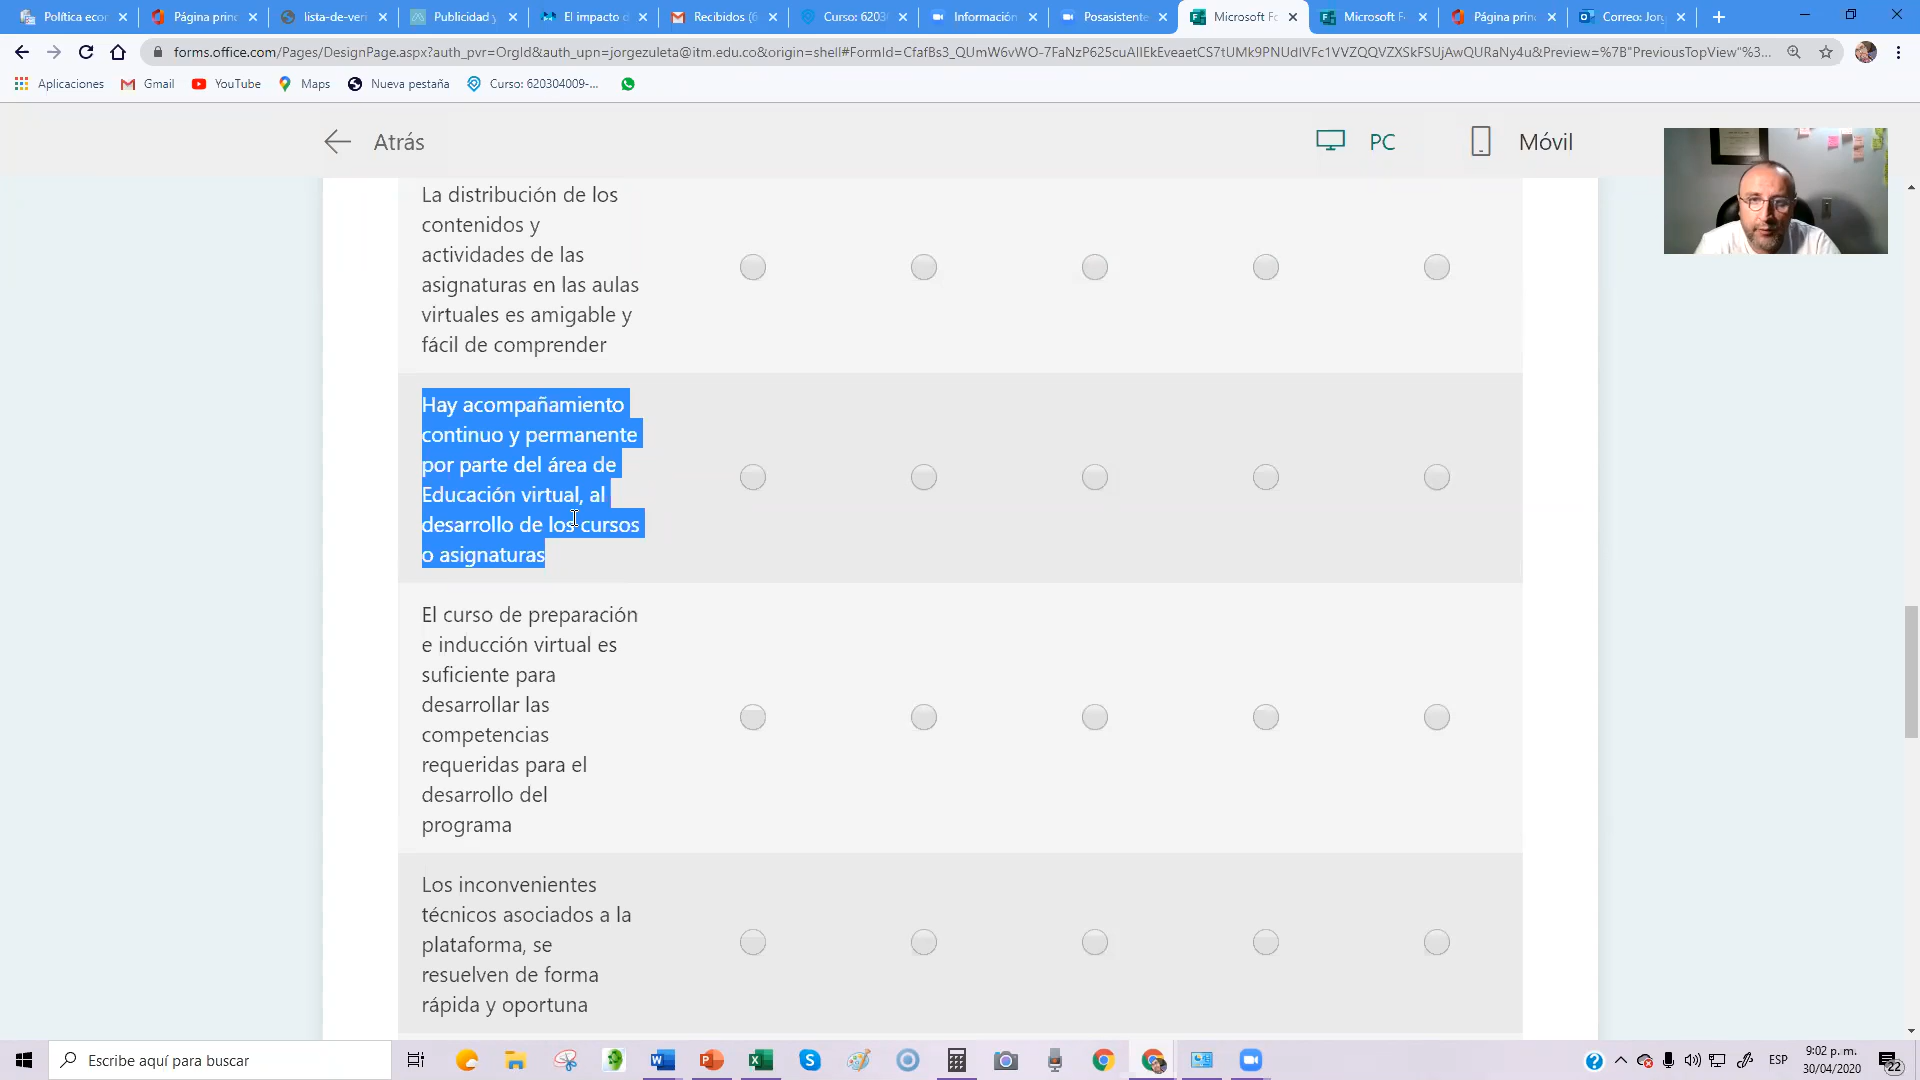 Política econ
Página princ
lista-de-veri
Publicidad y
El impacto d
Recibidos (6
Curso: 6203
Información
Posasistente
Microsoft Fo
Microsoft F
Página princ
Correo: Jorg
forms.office.com/Pages/DesignPage.aspx?auth_pvr=OrgId&auth_upn=jorgezuleta@itm.edu.co&origin=shell#FormId=CfafBs3_QUmW6vWO-7FaNzP625cuAlIEkEveaetCS7tUMk9PNUdIVFc1VVZQQVZXSkFSUjAwQURaNy4u&Preview=%7B"PreviousTopView"%3...
Aplicaciones
Gmail
YouTube
Maps
Nueva pestaña
Curso: 620304009-...
Atrás
PC
Móvil
La distribución de los
contenidos y
actividades de las
asignaturas en las aulas
virtuales es amigable y
fácil de comprender
Hay acompañamiento
continuo y permanente
por parte del área de
Educación virtual, al
desarrollo de los cursos
o asignaturas
El curso de preparación
e inducción virtual es
suficiente para
desarrollar las
competencias
requeridas para el
desarrollo del
programa
Los inconvenientes
técnicos asociados a la
plataforma, se
resuelven de forma
rápida y oportuna
Escribe aquí para buscar
ESP
9:02 p. m.
30/04/2020
22